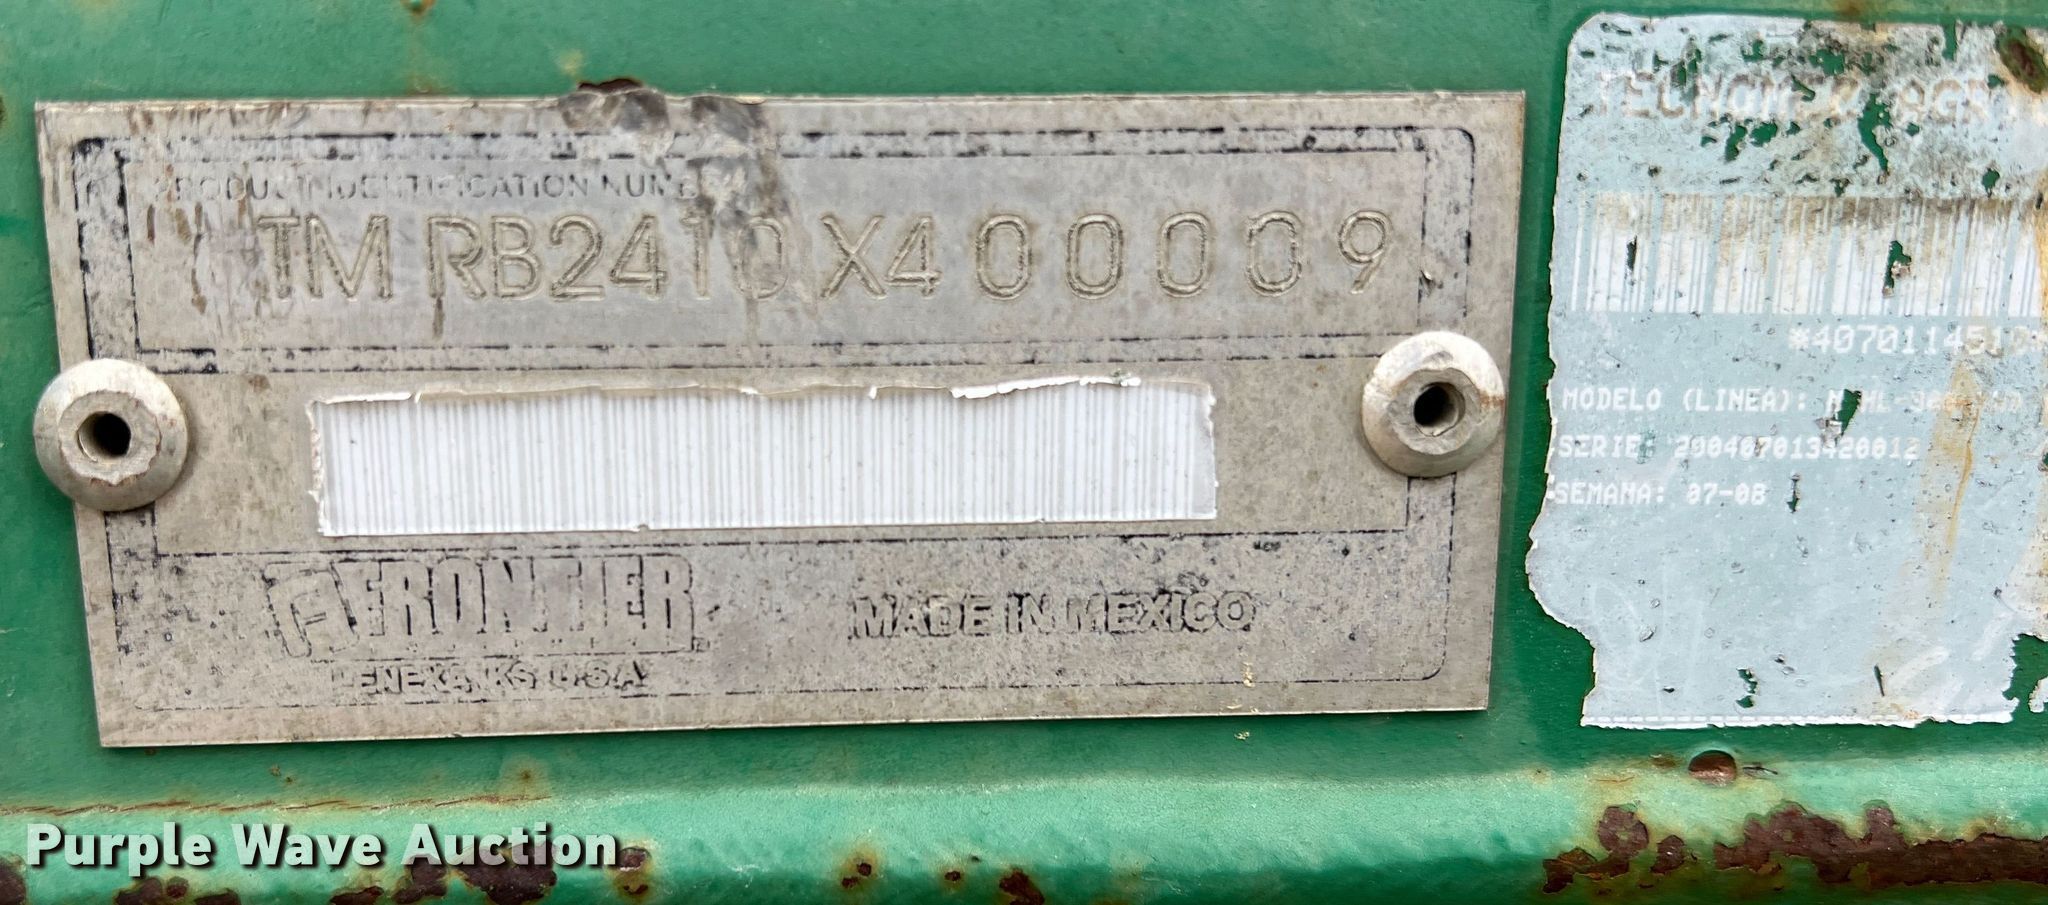 PRODUCT IDENTIFICATION NUMBER
TMRB2410X400009
FRONTIER
LENEXA, KS U.S.A.
MADE IN MEXICO
*4070114510
MODELO (LINEA):
SERIE: 200407013420012
SEMANA: 07-08
Purple Wave Auction